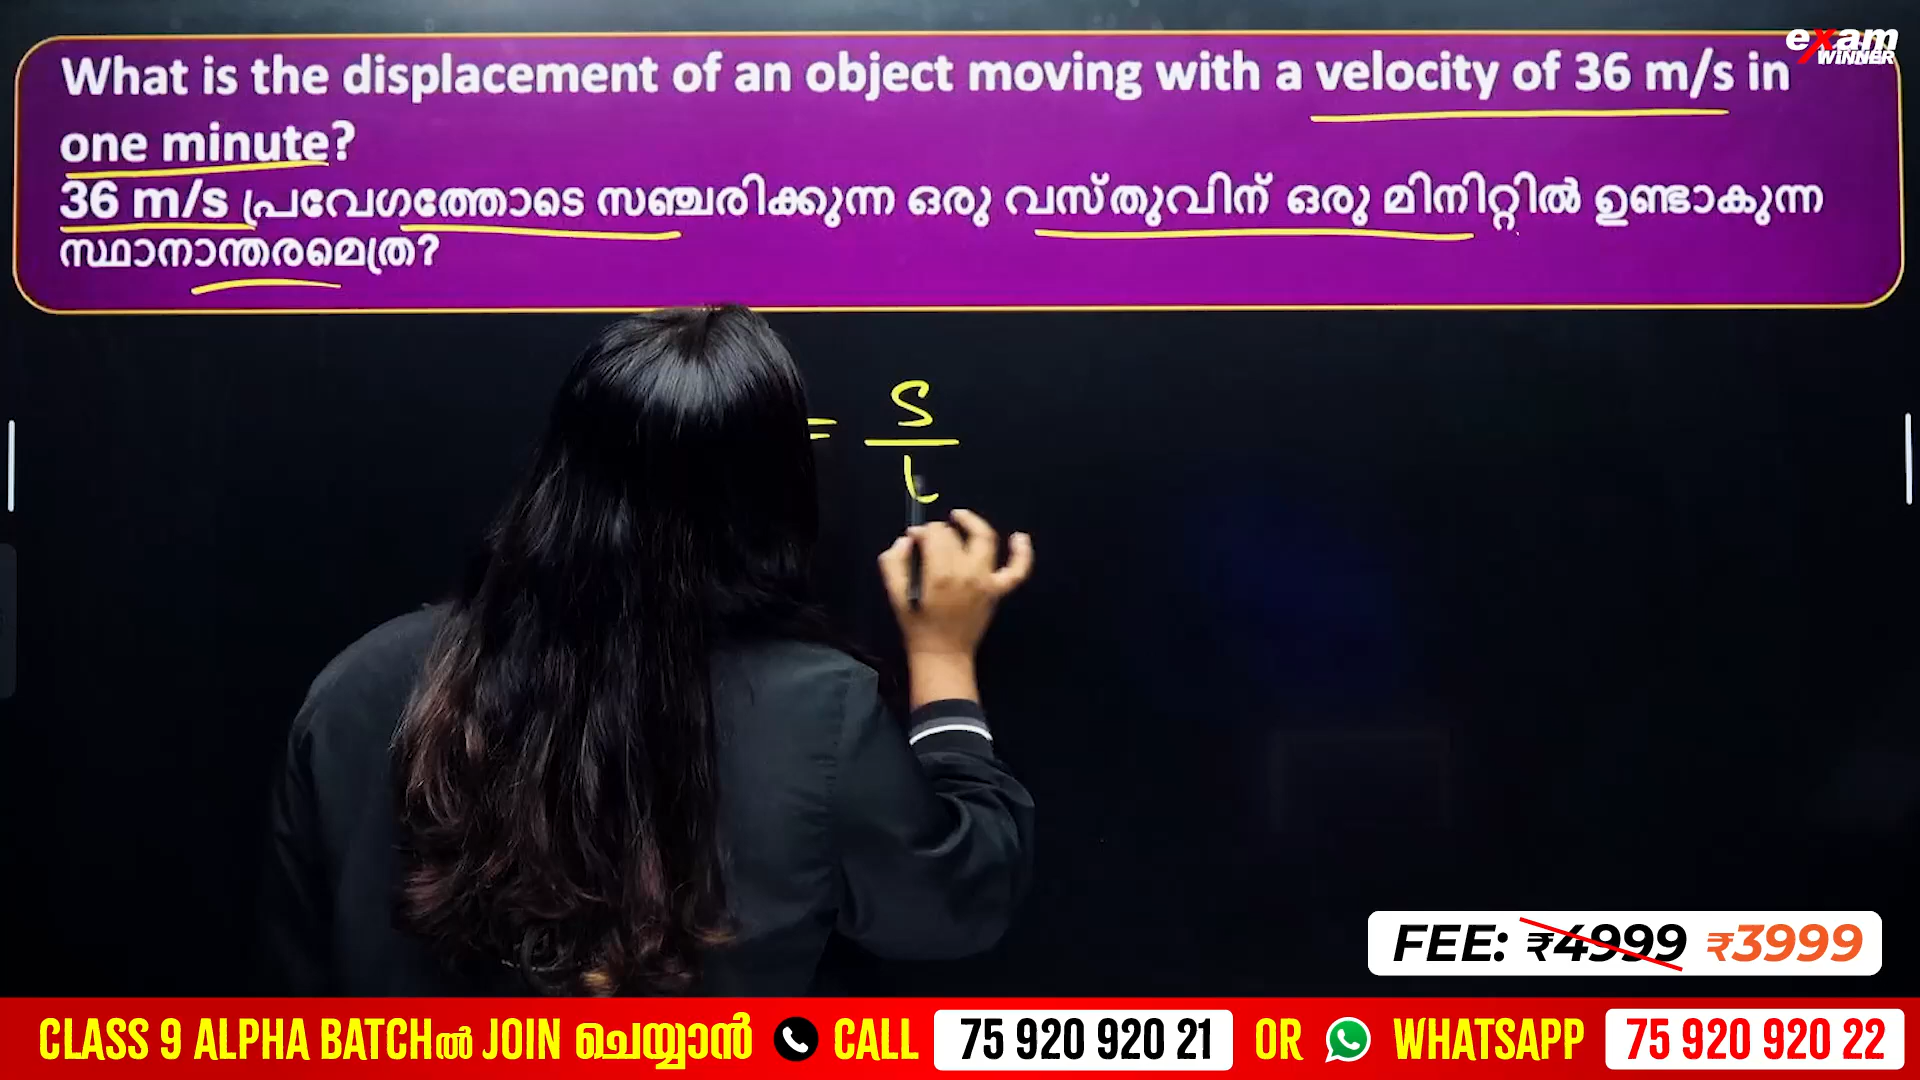 exam
WINNER
What is the displacement of an object moving with a velocity of 36 m/s in
one minute?
36 m/s പ്രവേഗത്തോടെ സഞ്ചരിക്കുന്ന ഒരു വസ്തുവിന് ഒരു മിനിറ്റിൽ ഉണ്ടാകുന്ന
സ്ഥാനാന്തരമെത്ര?
= S
FEE: ₹4999 ₹3999
CLASS 9 ALPHA BATCHൽ JOIN ചെയ്യാൻ CALL 75 920 920 21 OR WHATSAPP 75 920 920 22